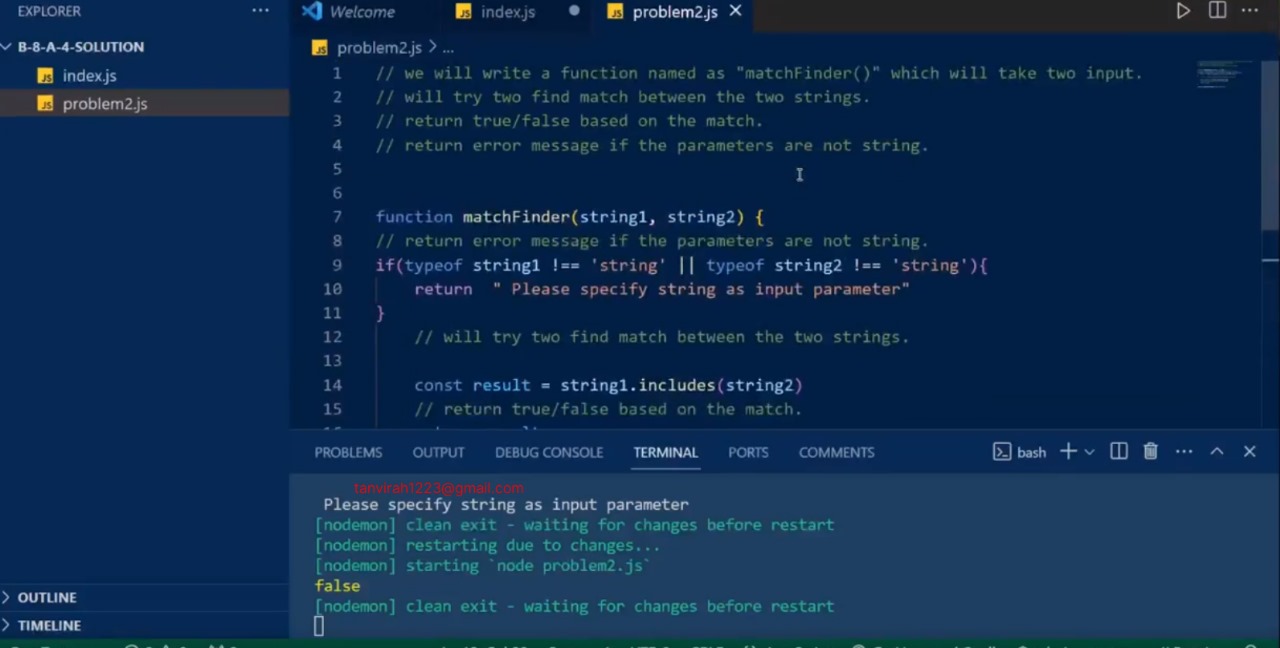 EXPLORER ...
Welcome JS index.js JS problem2.js
B-8-A-4-SOLUTION
JS index.js
JS problem2.js
JS problem2.js > ...
1 // we will write a function named as "matchFinder()" which will take two input.
2 // will try two find match between the two strings.
3 // return true/false based on the match.
4 // return error message if the parameters are not string.
5
6
7 function matchFinder(string1, string2) {
8 // return error message if the parameters are not string.
9 if(typeof string1 !== 'string' || typeof string2 !== 'string'){
10 return " Please specify string as input parameter"
11 }
12 // will try two find match between the two strings.
13
14 const result = string1.includes(string2)
15 // return true/false based on the match.
PROBLEMS OUTPUT DEBUG CONSOLE TERMINAL PORTS COMMENTS bash
tanvirah1223@gmail.com
Please specify string as input parameter
[nodemon] clean exit - waiting for changes before restart
[nodemon] restarting due to changes...
[nodemon] starting `node problem2.js`
false
[nodemon] clean exit - waiting for changes before restart
OUTLINE
TIMELINE